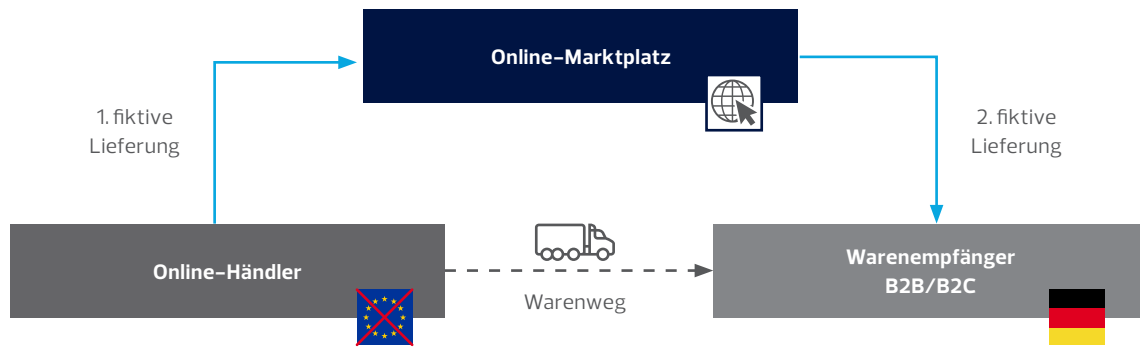 Online-Marktplatz
1. fiktive
Lieferung
2. fiktive
Lieferung
Online-Händler
Warenweg
Warenempfänger
B2B/B2C